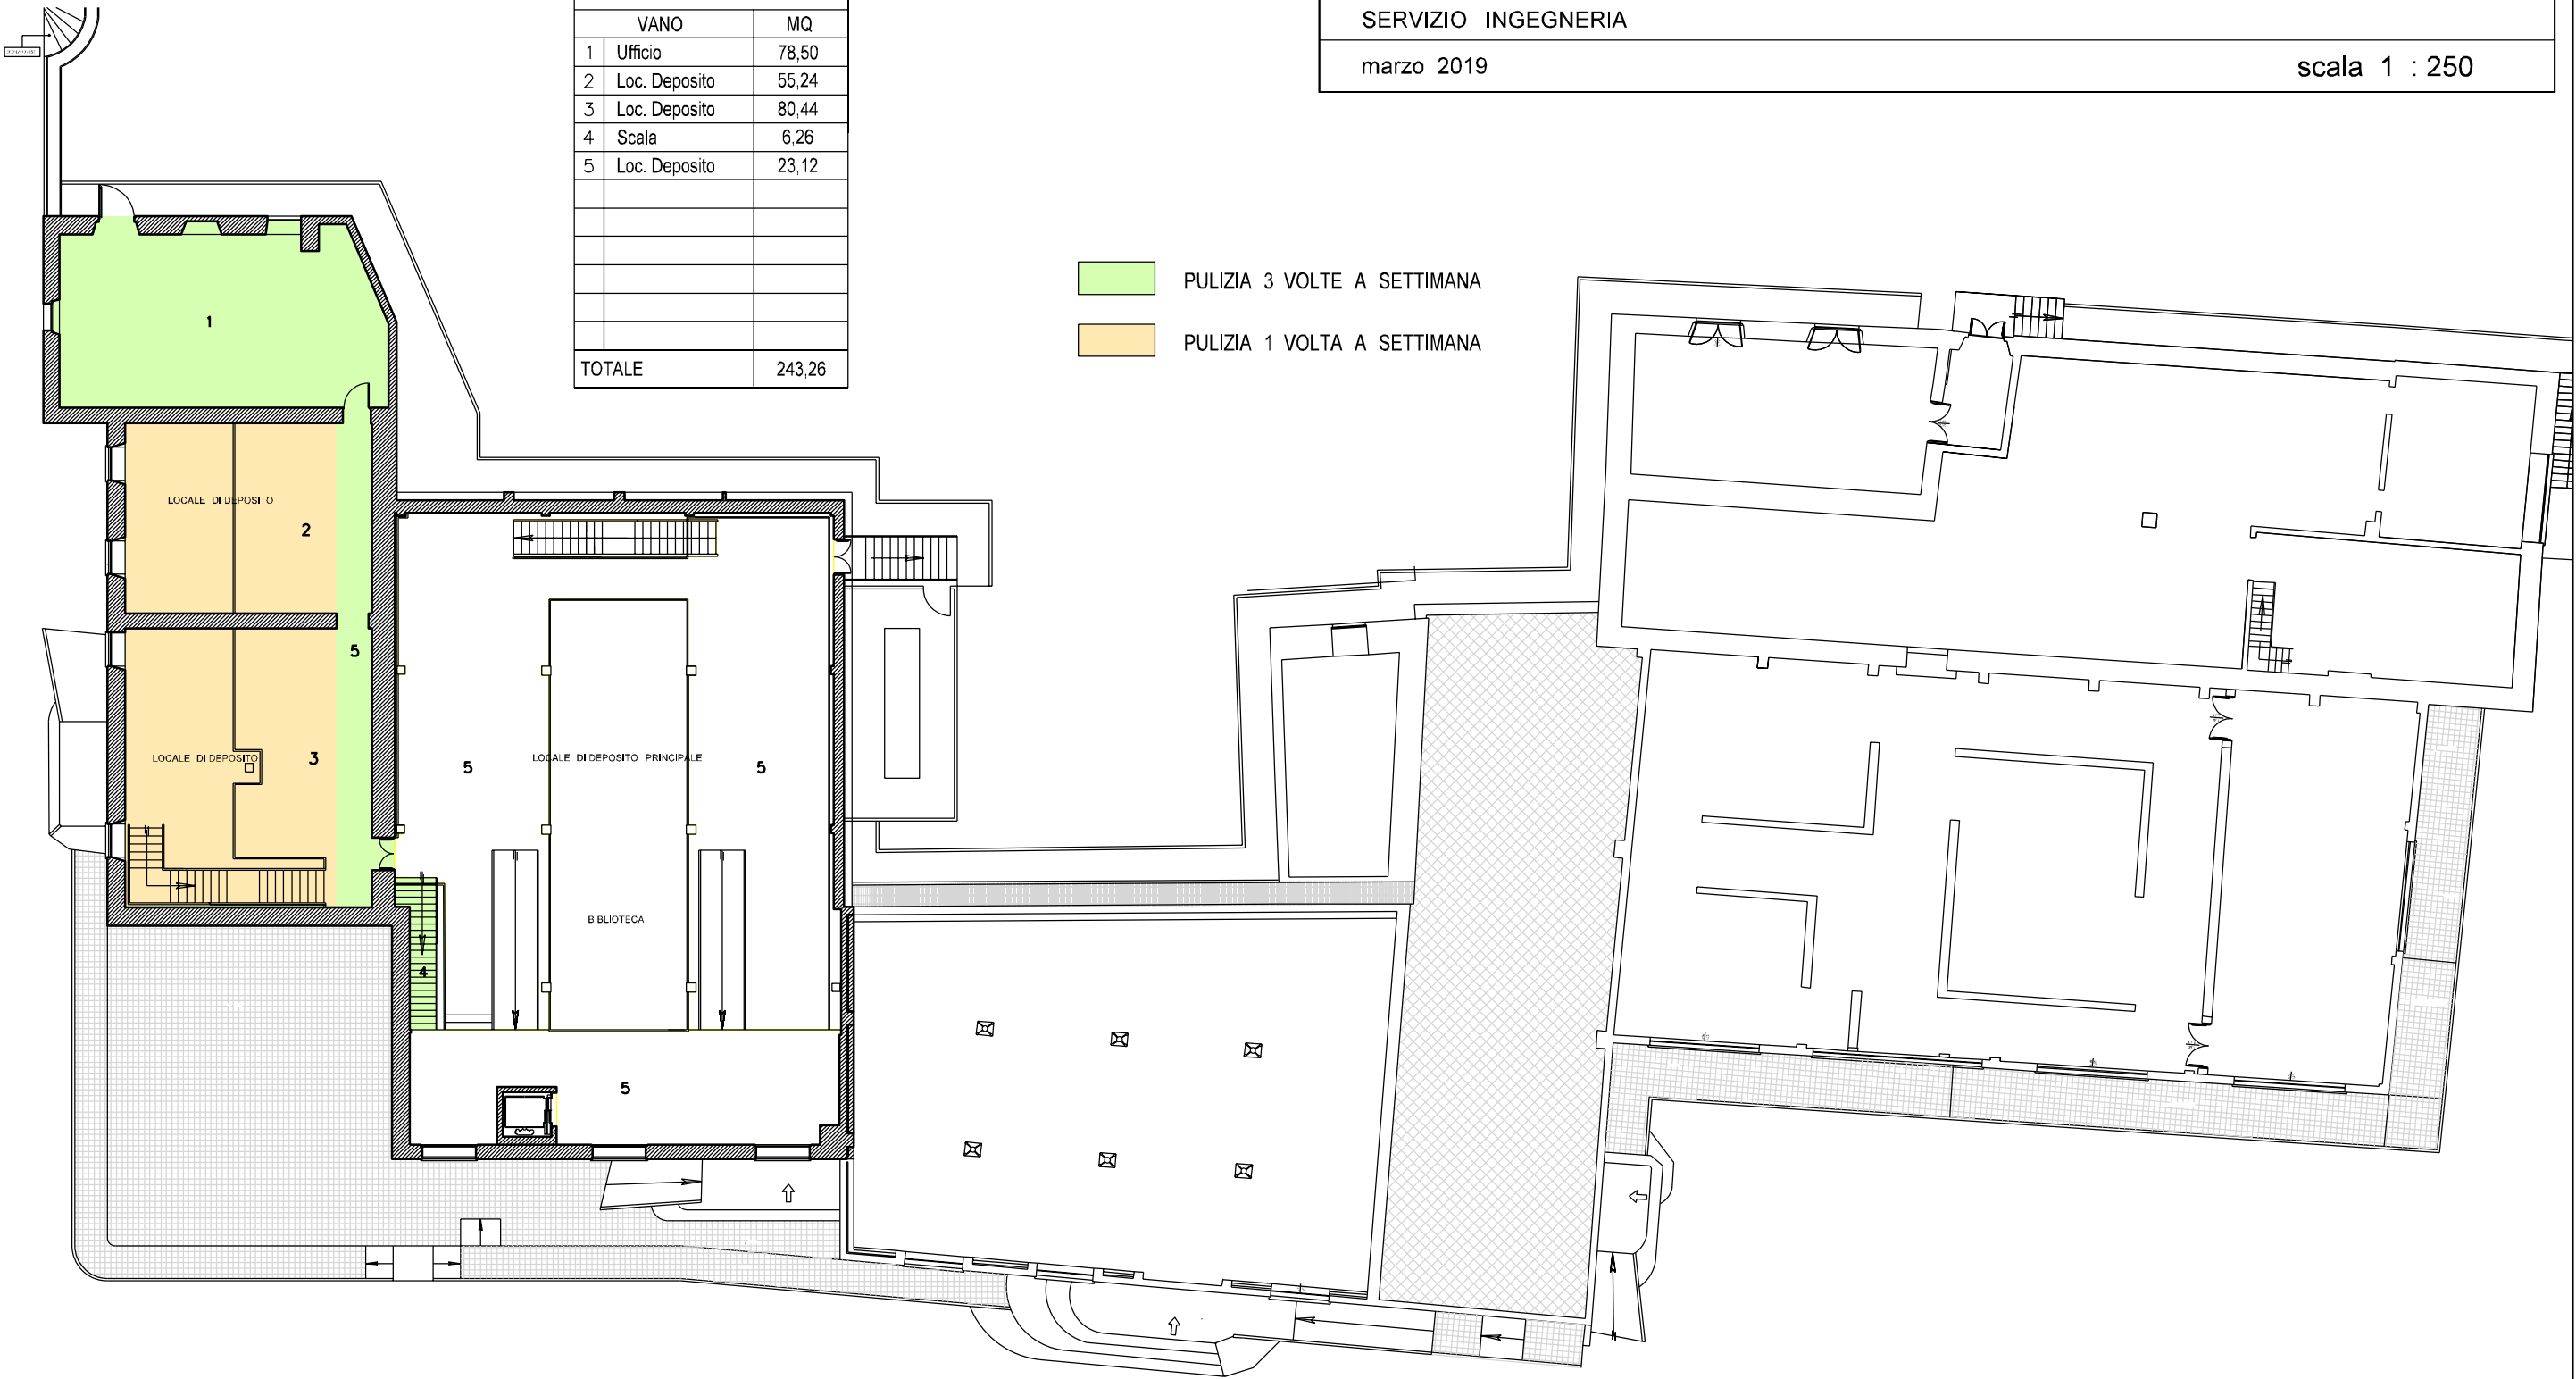 SERVIZIO INGEGNERIA
marzo 2019 scala 1 : 250
VANO MQ
1 Ufficio 78,50
2 Loc. Deposito 55,24
3 Loc. Deposito 80,44
4 Scala 6,26
5 Loc. Deposito 23,12
TOTALE 243,26
PULIZIA 3 VOLTE A SETTIMANA
PULIZIA 1 VOLTA A SETTIMANA
1
LOCALE DI DEPOSITO
2
5
LOCALE DI DEPOSITO
3
5
LOCALE DI DEPOSITO PRINCIPALE
5
BIBLIOTECA
4
5